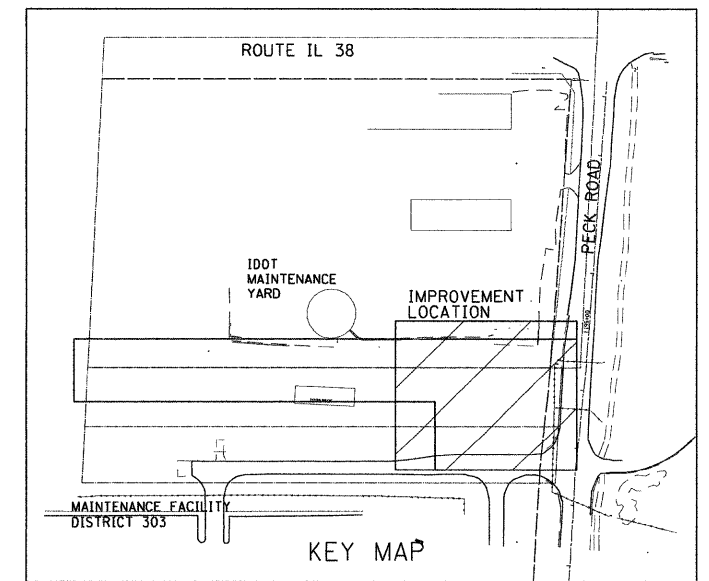 ROUTE IL 38
PECK ROAD
IDOT
MAINTENANCE
YARD
IMPROVEMENT
LOCATION
MAINTENANCE FACILITY
DISTRICT 303
KEY MAP